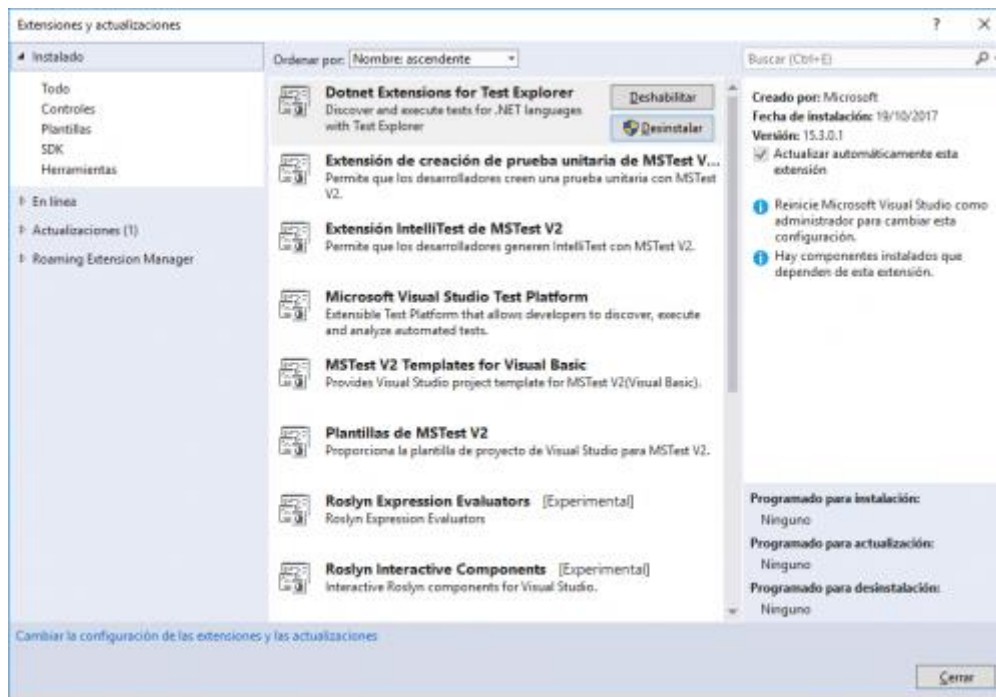 Extensiones y actualizaciones
? ×
Instalado
Todo
Controles
Plantillas
SDK
Herramientas
En línea
Actualizaciones (1)
Roaming Extension Manager
Ordenar por: Nombre: ascendente
Dotnet Extensions for Test Explorer
Discover and execute tests for .NET languages
with Test Explorer
Deshabilitar
Desinstalar
Extensión de creación de prueba unitaria de MSTest V...
Permite que los desarrolladores creen una prueba unitaria con MSTest
V2.
Extensión IntelliTest de MSTest V2
Permite que los desarrolladores generen IntelliTest con MSTest V2.
Microsoft Visual Studio Test Platform
Extensible Test Platform that allows developers to discover, execute
and analyze automated tests.
MSTest V2 Templates for Visual Basic
Provides Visual Studio project template for MSTest V2(Visual Basic).
Plantillas de MSTest V2
Proporciona la plantilla de proyecto de Visual Studio para MSTest V2.
Roslyn Expression Evaluators [Experimental]
Roslyn Expression Evaluators
Roslyn Interactive Components [Experimental]
Interactive Roslyn components for Visual Studio.
Buscar (Ctrl+E)
Creado por: Microsoft
Fecha de instalación: 19/10/2017
Versión: 15.3.0.1
Actualizar automáticamente esta
extensión
Reinicie Microsoft Visual Studio como
administrador para cambiar esta
configuración.
Hay componentes instalados que
dependen de esta extensión.
Programado para instalación:
Ninguno
Programado para actualización:
Ninguno
Programado para desinstalación:
Ninguno
Cambiar la configuración de las extensiones y las actualizaciones
Cerrar